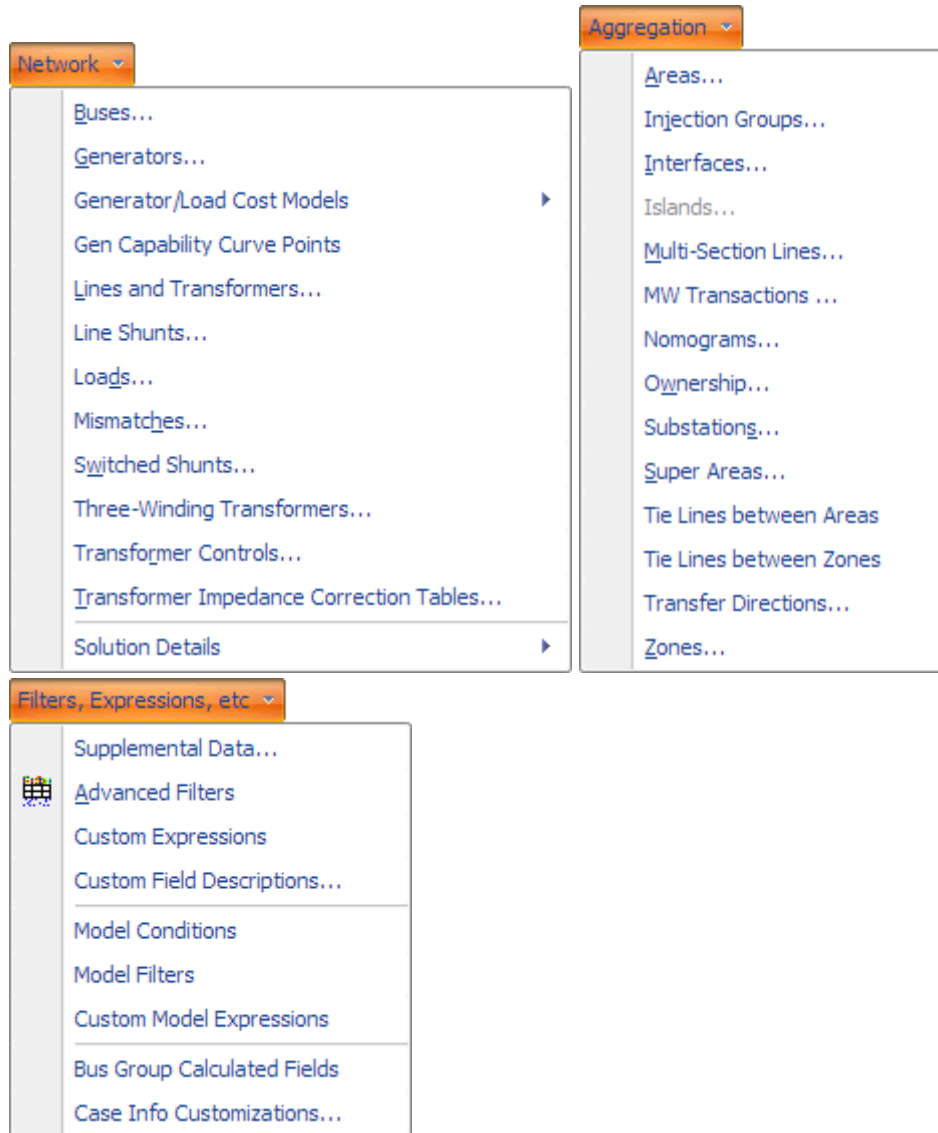 Network
Buses...
Generators...
Generator/Load Cost Models
Gen Capability Curve Points
Lines and Transformers...
Line Shunts...
Loads...
Mismatches...
Switched Shunts...
Three-Winding Transformers...
Transformer Controls...
Transformer Impedance Correction Tables...
Solution Details
Aggregation
Areas...
Injection Groups...
Interfaces...
Islands...
Multi-Section Lines...
MW Transactions ...
Nomograms...
Ownership...
Substations...
Super Areas...
Tie Lines between Areas
Tie Lines between Zones
Transfer Directions...
Zones...
Filters, Expressions, etc
Supplemental Data...
Advanced Filters
Custom Expressions
Custom Field Descriptions...
Model Conditions
Model Filters
Custom Model Expressions
Bus Group Calculated Fields
Case Info Customizations...